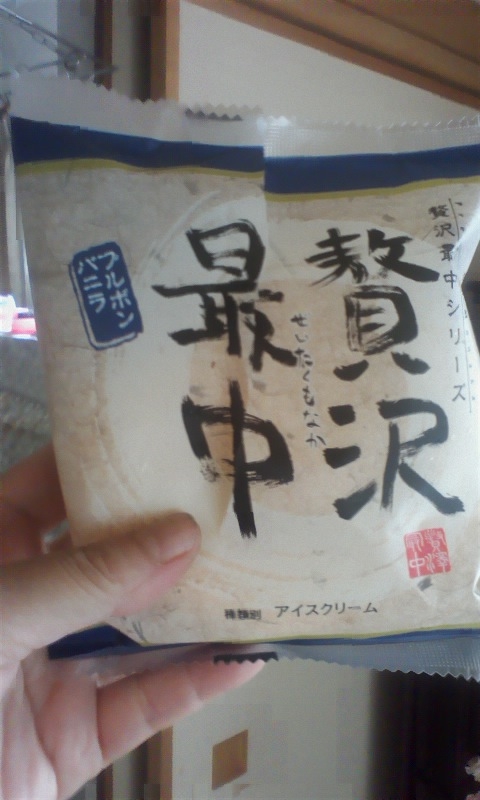 贅沢最中シリーズ
贅沢
せいたくもなか
最中
ブルボン
バニラ
種類別 アイスクリーム